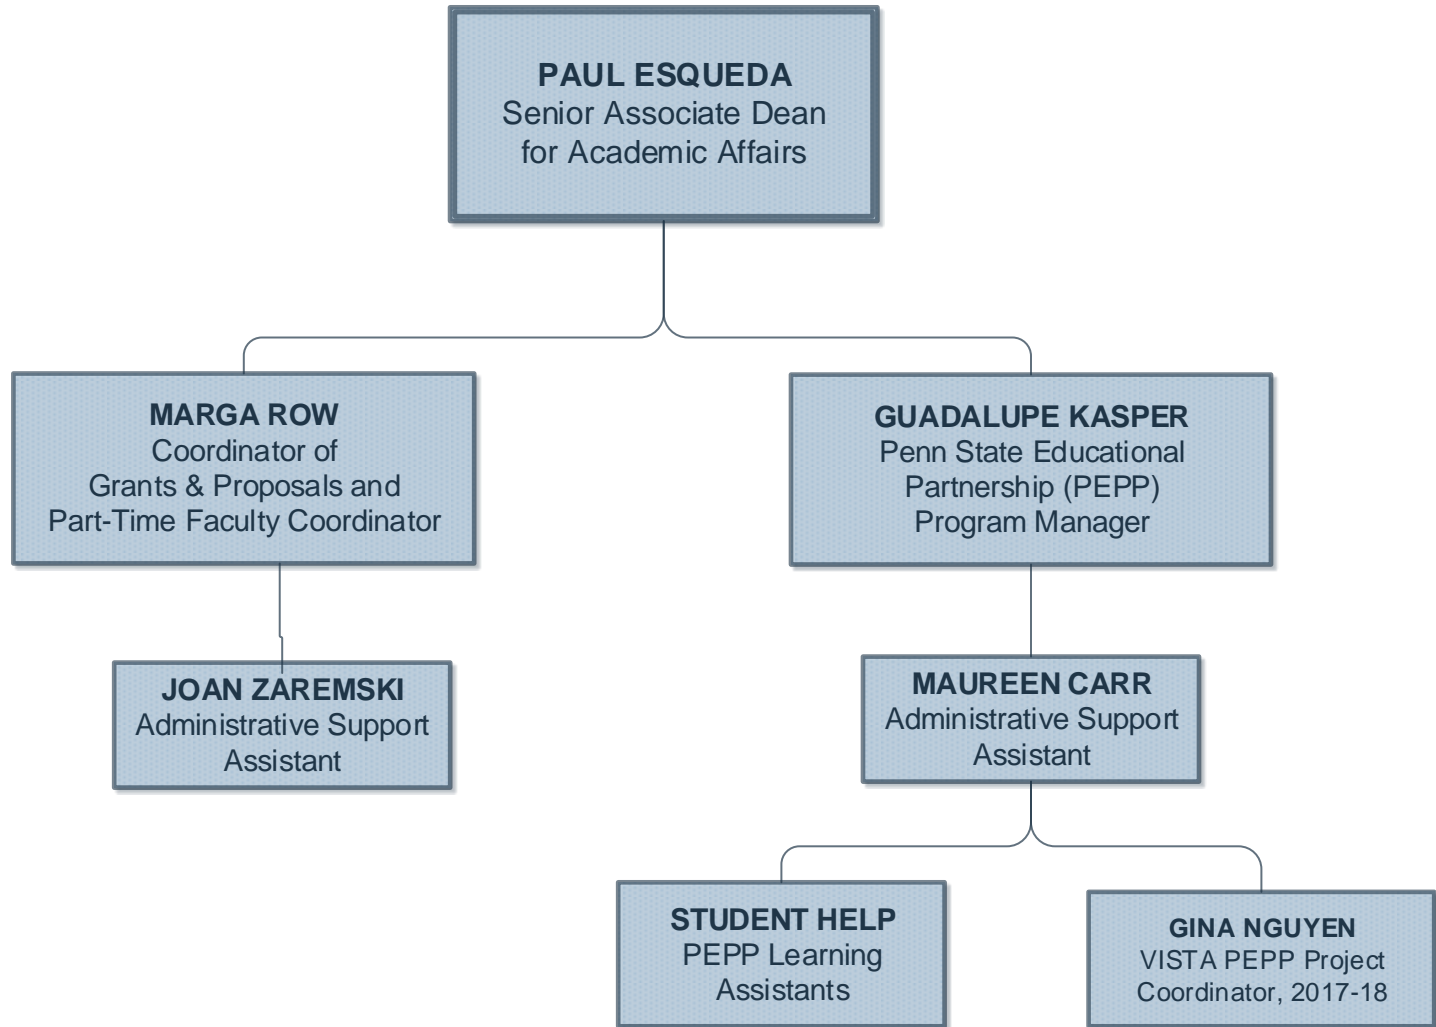 PAUL ESQUEDA
Senior Associate Dean
for Academic Affairs
MARGA ROW
Coordinator of
Grants & Proposals and
Part-Time Faculty Coordinator
GUADALUPE KASPER
Penn State Educational
Partnership (PEPP)
Program Manager
JOAN ZAREMSKI
Administrative Support
Assistant
MAUREEN CARR
Administrative Support
Assistant
STUDENT HELP
PEPP Learning
Assistants
GINA NGUYEN
VISTA PEPP Project
Coordinator, 2017-18